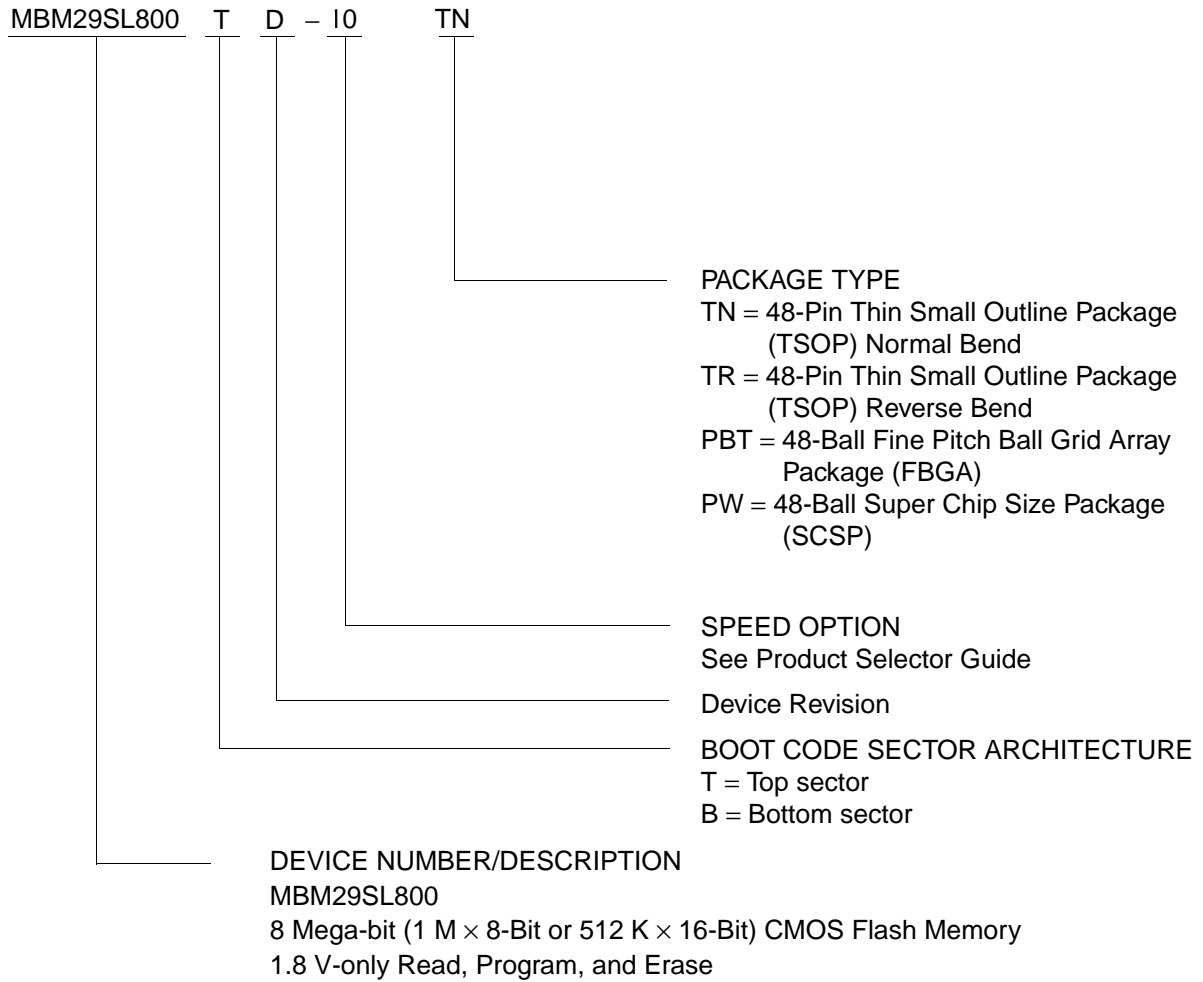 MBM29SL800 T D – 10 TN
PACKAGE TYPE
TN = 48-Pin Thin Small Outline Package
(TSOP) Normal Bend
TR = 48-Pin Thin Small Outline Package
(TSOP) Reverse Bend
PBT = 48-Ball Fine Pitch Ball Grid Array
Package (FBGA)
PW = 48-Ball Super Chip Size Package
(SCSP)
SPEED OPTION
See Product Selector Guide
Device Revision
BOOT CODE SECTOR ARCHITECTURE
T = Top sector
B = Bottom sector
DEVICE NUMBER/DESCRIPTION
MBM29SL800
8 Mega-bit (1 M × 8-Bit or 512 K × 16-Bit) CMOS Flash Memory
1.8 V-only Read, Program, and Erase